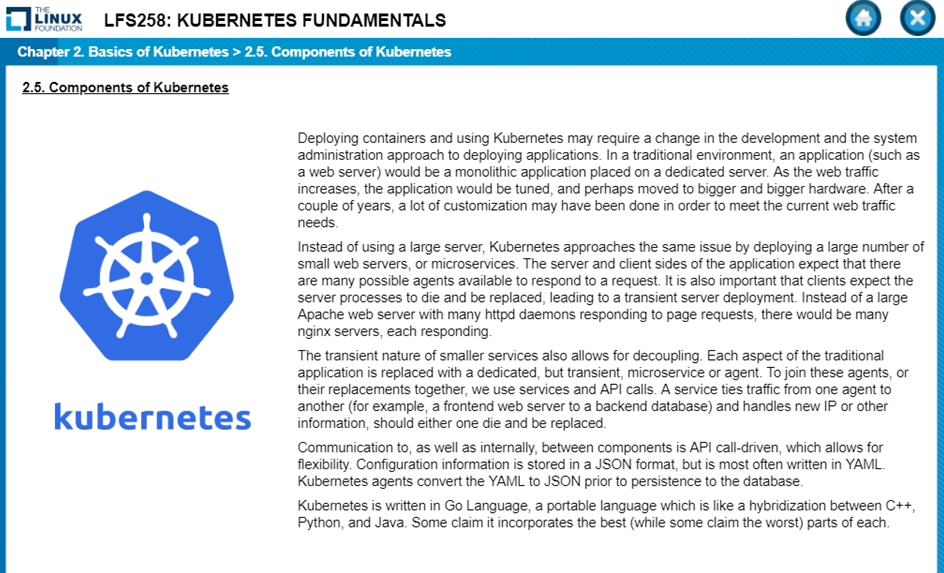 THE
LINUX
FOUNDATION
LFS258: KUBERNETES FUNDAMENTALS
Chapter 2. Basics of Kubernetes > 2.5. Components of Kubernetes
2.5. Components of Kubernetes
Deploying containers and using Kubernetes may require a change in the development and the system
administration approach to deploying applications. In a traditional environment, an application (such as
a web server) would be a monolithic application placed on a dedicated server. As the web traffic
increases, the application would be tuned, and perhaps moved to bigger and bigger hardware. After a
couple of years, a lot of customization may have been done in order to meet the current web traffic
needs.
Instead of using a large server, Kubernetes approaches the same issue by deploying a large number of
small web servers, or microservices. The server and client sides of the application expect that there
are many possible agents available to respond to a request. It is also important that clients expect the
server processes to die and be replaced, leading to a transient server deployment. Instead of a large
Apache web server with many httpd daemons responding to page requests, there would be many
nginx servers, each responding.
The transient nature of smaller services also allows for decoupling. Each aspect of the traditional
application is replaced with a dedicated, but transient, microservice or agent. To join these agents, or
their replacements together, we use services and API calls. A service ties traffic from one agent to
another (for example, a frontend web server to a backend database) and handles new IP or other
information, should either one die and be replaced.
Communication to, as well as internally, between components is API call-driven, which allows for
flexibility. Configuration information is stored in a JSON format, but is most often written in YAML.
Kubernetes agents convert the YAML to JSON prior to persistence to the database.
Kubernetes is written in Go Language, a portable language which is like a hybridization between C++,
Python, and Java. Some claim it incorporates the best (while some claim the worst) parts of each.
kubernetes